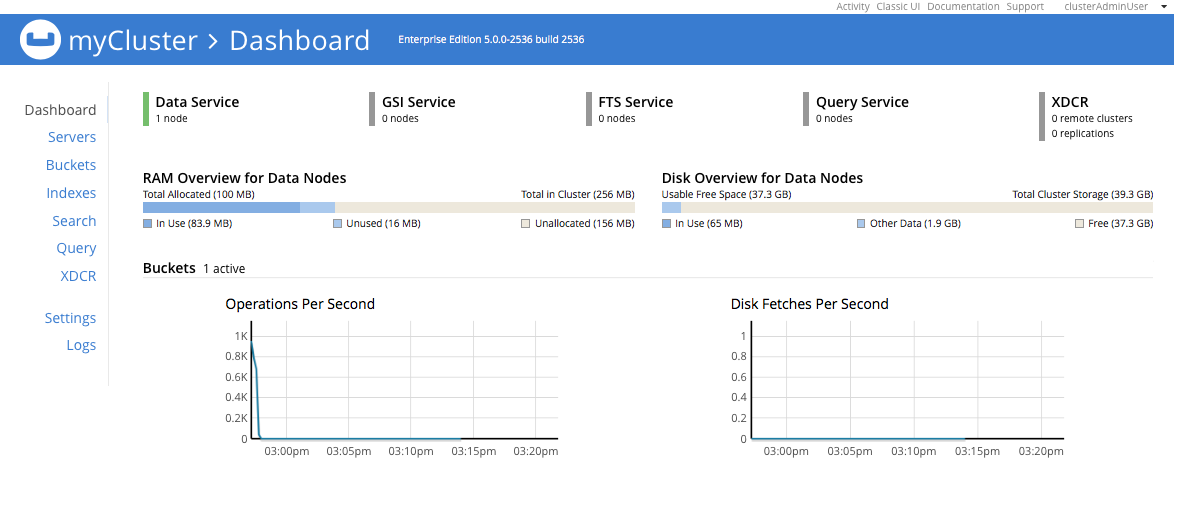 Activity Classic UI Documentation Support clusterAdminUser
myCluster > Dashboard Enterprise Edition 5.0.0-2536 build 2536
Dashboard
Servers
Buckets
Indexes
Search
Query
XDCR
Settings
Logs
Data Service
1 node
GSI Service
0 nodes
FTS Service
0 nodes
Query Service
0 nodes
XDCR
0 remote clusters
0 replications
RAM Overview for Data Nodes
Total Allocated (100 MB) Total in Cluster (256 MB)
In Use (83.9 MB) Unused (16 MB) Unallocated (156 MB)
Disk Overview for Data Nodes
Usable Free Space (37.3 GB) Total Cluster Storage (39.3 GB)
In Use (65 MB) Other Data (1.9 GB) Free (37.3 GB)
Buckets 1 active
Operations Per Second
1K
0.8K
0.6K
0.4K
0.2K
0
03:00pm 03:05pm 03:10pm 03:15pm 03:20pm
Disk Fetches Per Second
1
0.8
0.6
0.4
0.2
0
03:00pm 03:05pm 03:10pm 03:15pm 03:20pm